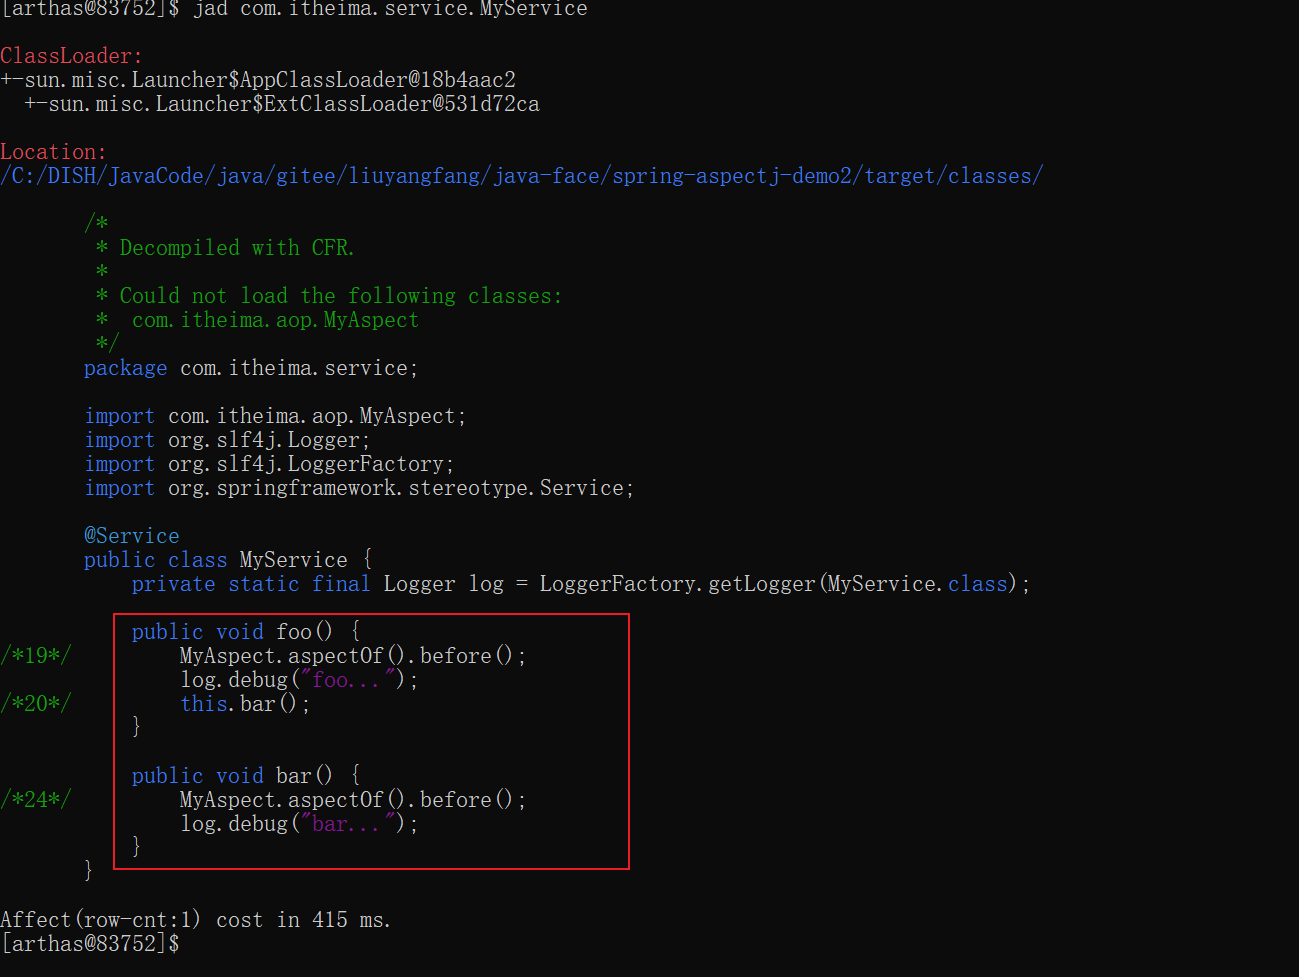 [arthas@83752]$ jad com.itheima.service.MyService
ClassLoader:
+-sun.misc.Launcher$AppClassLoader@18b4aac2
+-sun.misc.Launcher$ExtClassLoader@531d72ca
Location:
/C:/DISH/JavaCode/java/gitee/liuyangfang/java-face/spring-aspectj-demo2/target/classes/
/*
* Decompiled with CFR.
*
* Could not load the following classes:
*  com.itheima.aop.MyAspect
*/
package com.itheima.service;
import com.itheima.aop.MyAspect;
import org.slf4j.Logger;
import org.slf4j.LoggerFactory;
import org.springframework.stereotype.Service;
@Service
public class MyService {
private static final Logger log = LoggerFactory.getLogger(MyService.class);
public void foo() {
/*19*/ MyAspect.aspectOf().before();
log.debug("foo...");
/*20*/ this.bar();
}
public void bar() {
/*24*/ MyAspect.aspectOf().before();
log.debug("bar...");
}
}
Affect(row-cnt:1) cost in 415 ms.
[arthas@83752]$